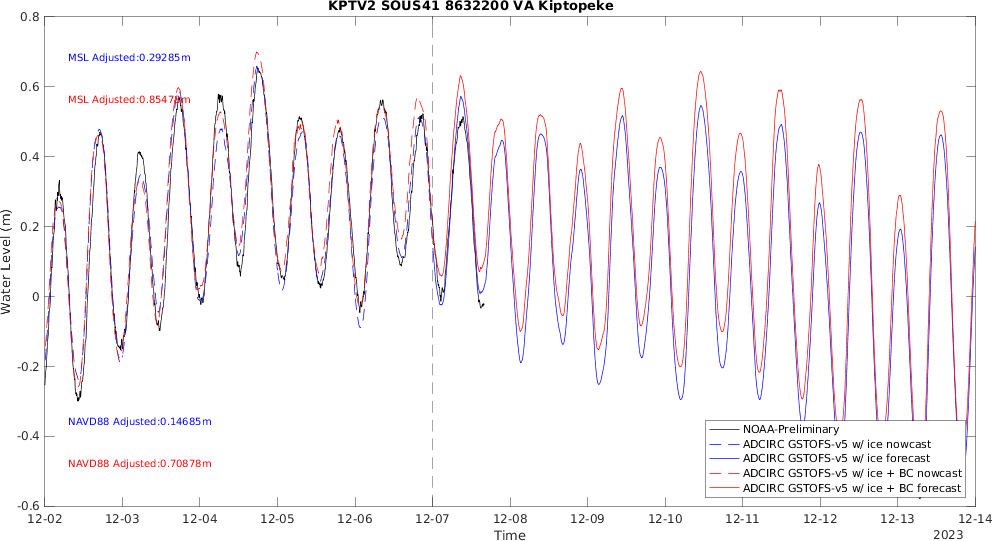 KPTV2 SOUS41 8632200 VA Kiptopeke
Water Level (m)
0.8
0.6
0.4
0.2
0
-0.2
-0.4
-0.6
MSL Adjusted:0.29285m
MSL Adjusted:0.85478m
NAVD88 Adjusted:0.14685m
NAVD88 Adjusted:0.70878m
NOAA-Preliminary
ADCIRC GSTOFS-v5 w/ ice nowcast
ADCIRC GSTOFS-v5 w/ ice forecast
ADCIRC GSTOFS-v5 w/ ice + BC nowcast
ADCIRC GSTOFS-v5 w/ ice + BC forecast
12-02 12-03 12-04 12-05 12-06 12-07 12-08 12-09 12-10 12-11 12-12 12-13 12-14
Time
2023